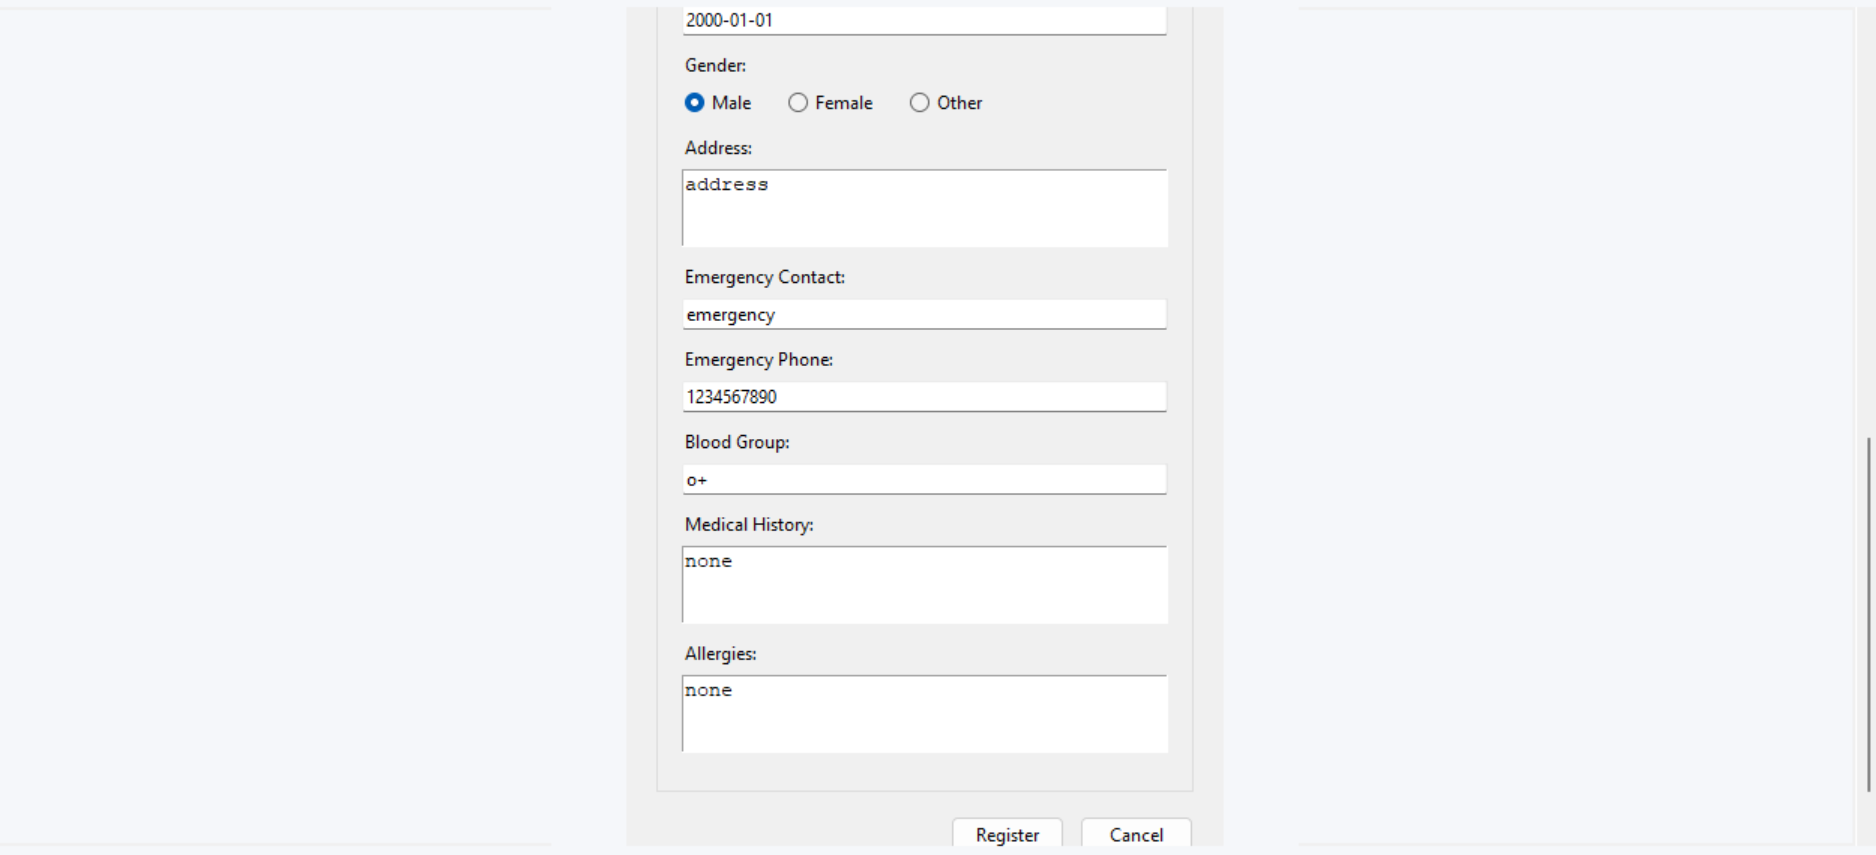 2000-01-01
Gender:
Male Female Other
Address:
address
Emergency Contact:
emergency
Emergency Phone:
1234567890
Blood Group:
o+
Medical History:
none
Allergies:
none
Register Cancel